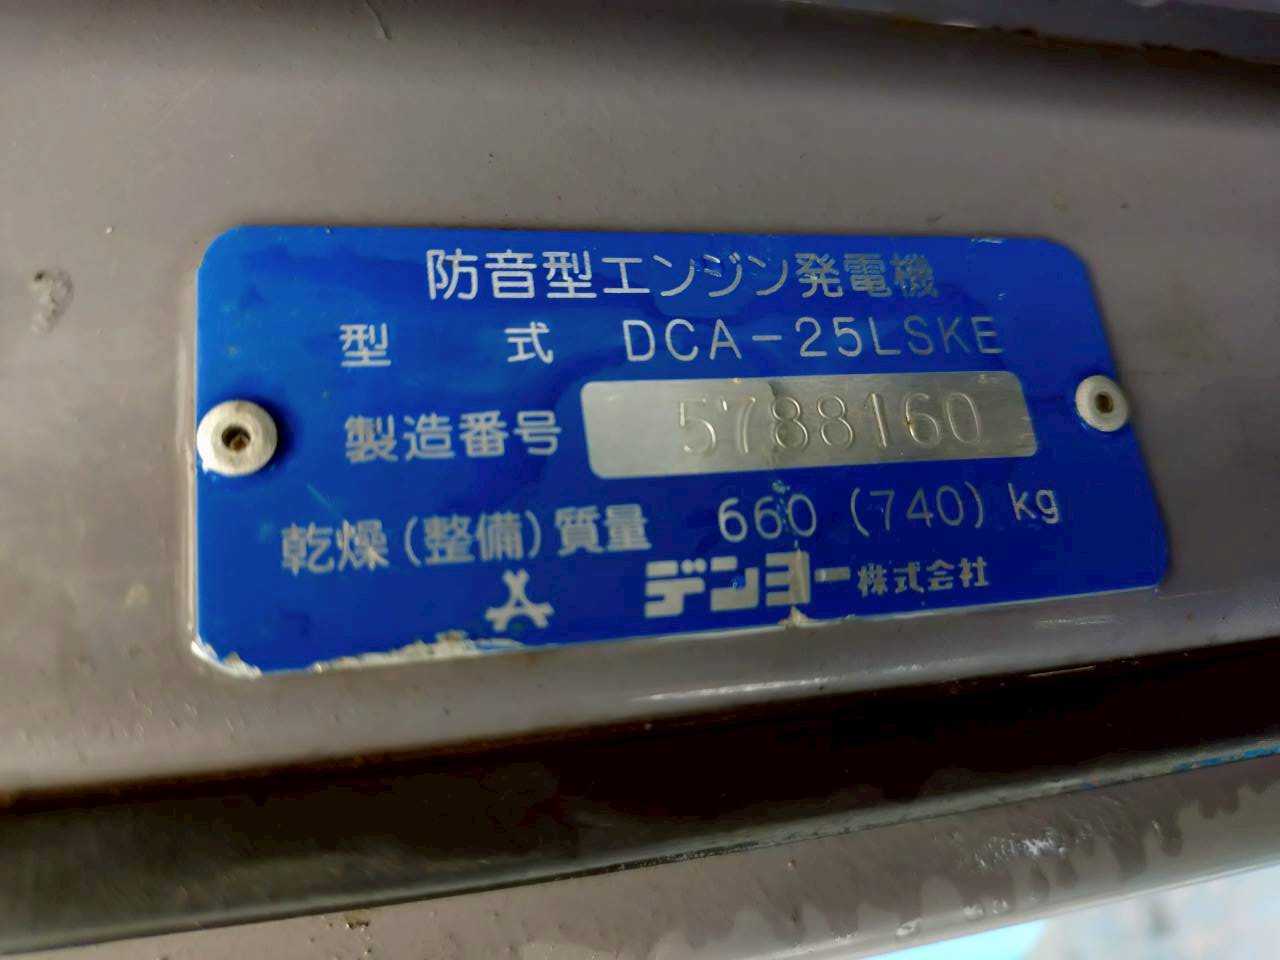 防音型エンジン発電機
型 式 DCA-25LSKE
製造番号 5788160
乾燥(整備)質量 660 (740) kg
デンヨー株式会社